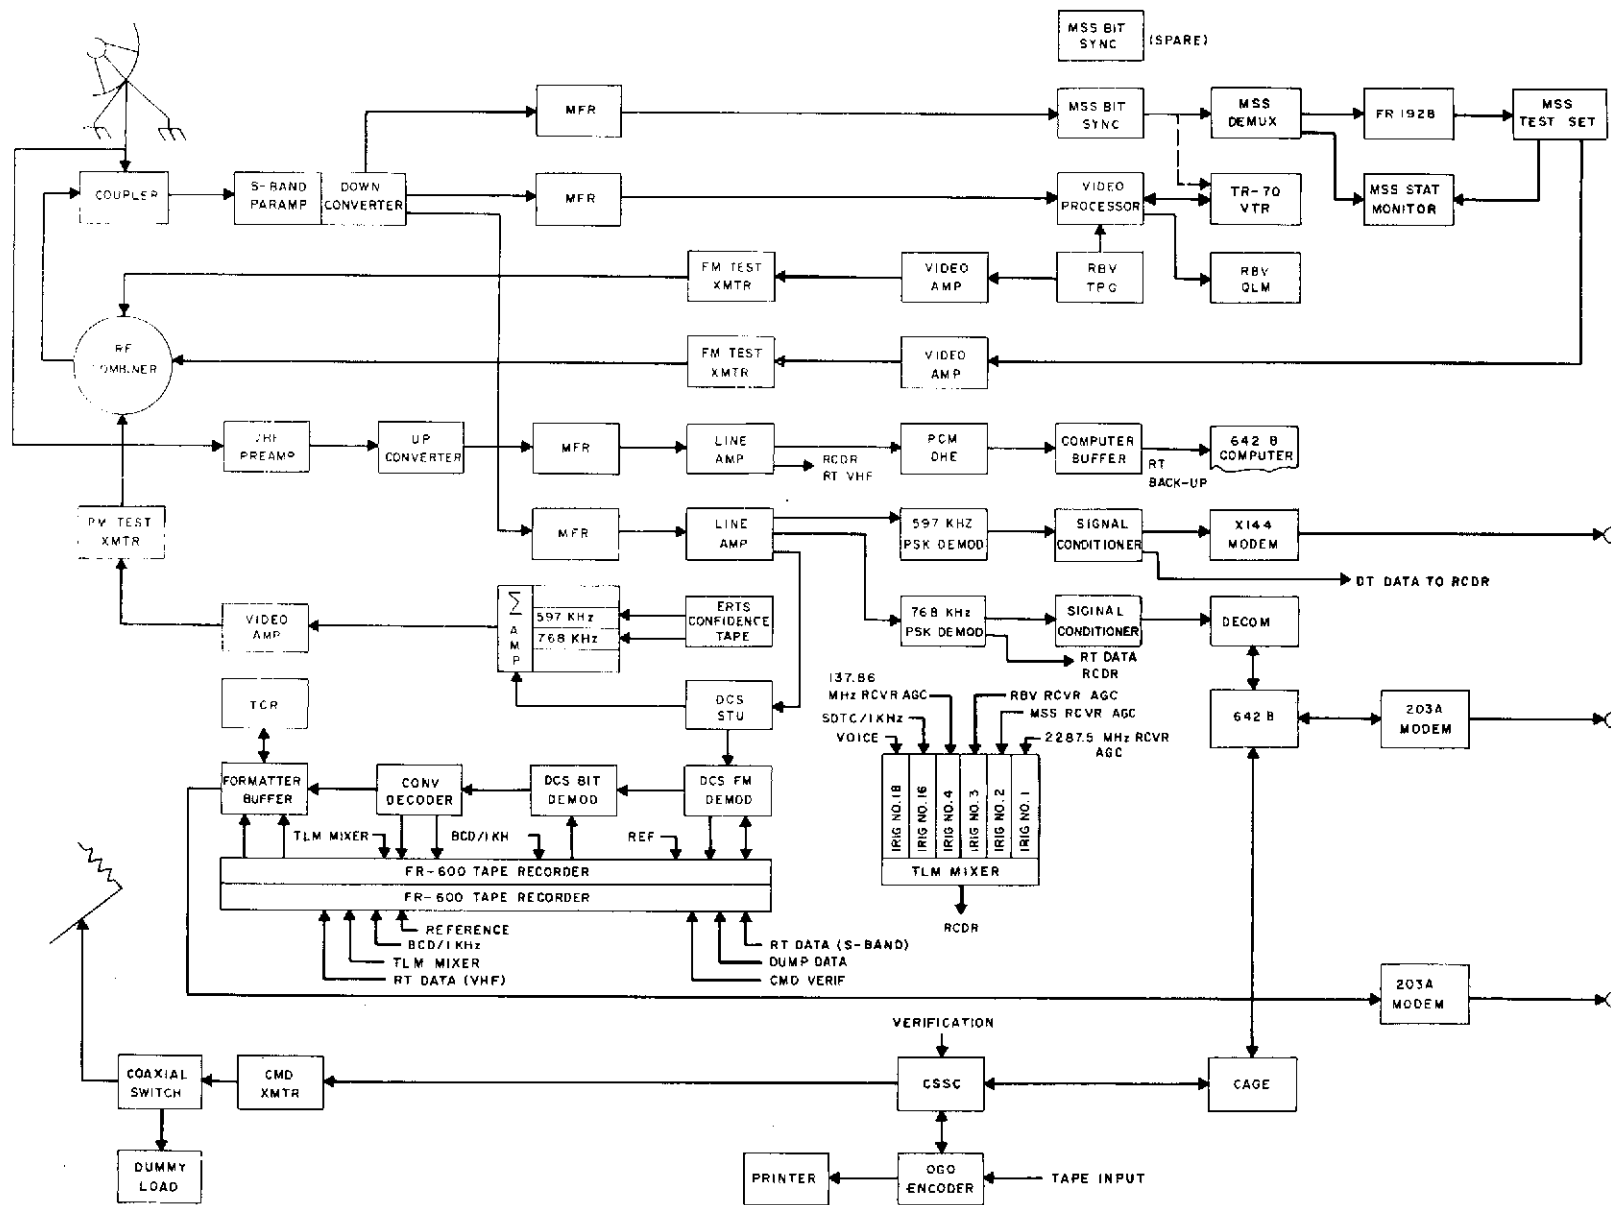 MSS BIT
SYNC
(SPARE)
MFR
MSS BIT
SYNC
MSS
DEMUX
FR 1928
MSS
TEST SET
COUPLER
S-BAND
PARAMP
DOWN
CONVERTER
MFR
VIDEO
PROCESSOR
TR-70
VTR
MSS STAT
MONITOR
FM TEST
XMTR
VIDEO
AMP
RBV
TPG
RBV
QLM
RF
COMBINER
FM TEST
XMTR
VIDEO
AMP
VHF
PREAMP
UP
CONVERTER
MFR
LINE
AMP
RCDR
RT VHF
PCM
DHE
COMPUTER
BUFFER
RT
BACK-UP
642 B
COMPUTER
PM TEST
XMTR
MFR
LINE
AMP
597 KHZ
PSK DEMOD
SIGNAL
CONDITIONER
X144
MODEM
DT DATA TO RCDR
VIDEO
AMP
∑
AMP
597 KHz
768 KHz
ERTS
CONFIDENCE
TAPE
768 KHz
PSK DEMOD
SIGINAL
CONDITIONER
DECOM
RT DATA
RCDR
TCR
DCS
STU
137.86
MHz RCVR AGC
SDTC/1KHz
VOICE
RBV RCVR AGC
MSS RCVR AGC
2287.5 MHz RCVR
AGC
642 B
203A
MODEM
FORMATTER
BUFFER
CONV
DECODER
DCS BIT
DEMOD
DCS FM
DEMOD
IRIG NO. 18
IRIG NO. 16
IRIG NO. 4
IRIG NO. 3
IRIG NO. 2
IRIG NO. 1
TLM MIXER
BCD/1KH
REF
FR-600 TAPE RECORDER
FR-600 TAPE RECORDER
TLM MIXER
RCDR
REFERENCE
BCD/1KHz
TLM MIXER
RT DATA (VHF)
RT DATA (S-BAND)
DUMP DATA
CMD VERIF
203A
MODEM
VERIFICATION
COAXIAL
SWITCH
CMD
XMTR
CSSC
CAGE
DUMMY
LOAD
PRINTER
OGO
ENCODER
TAPE INPUT